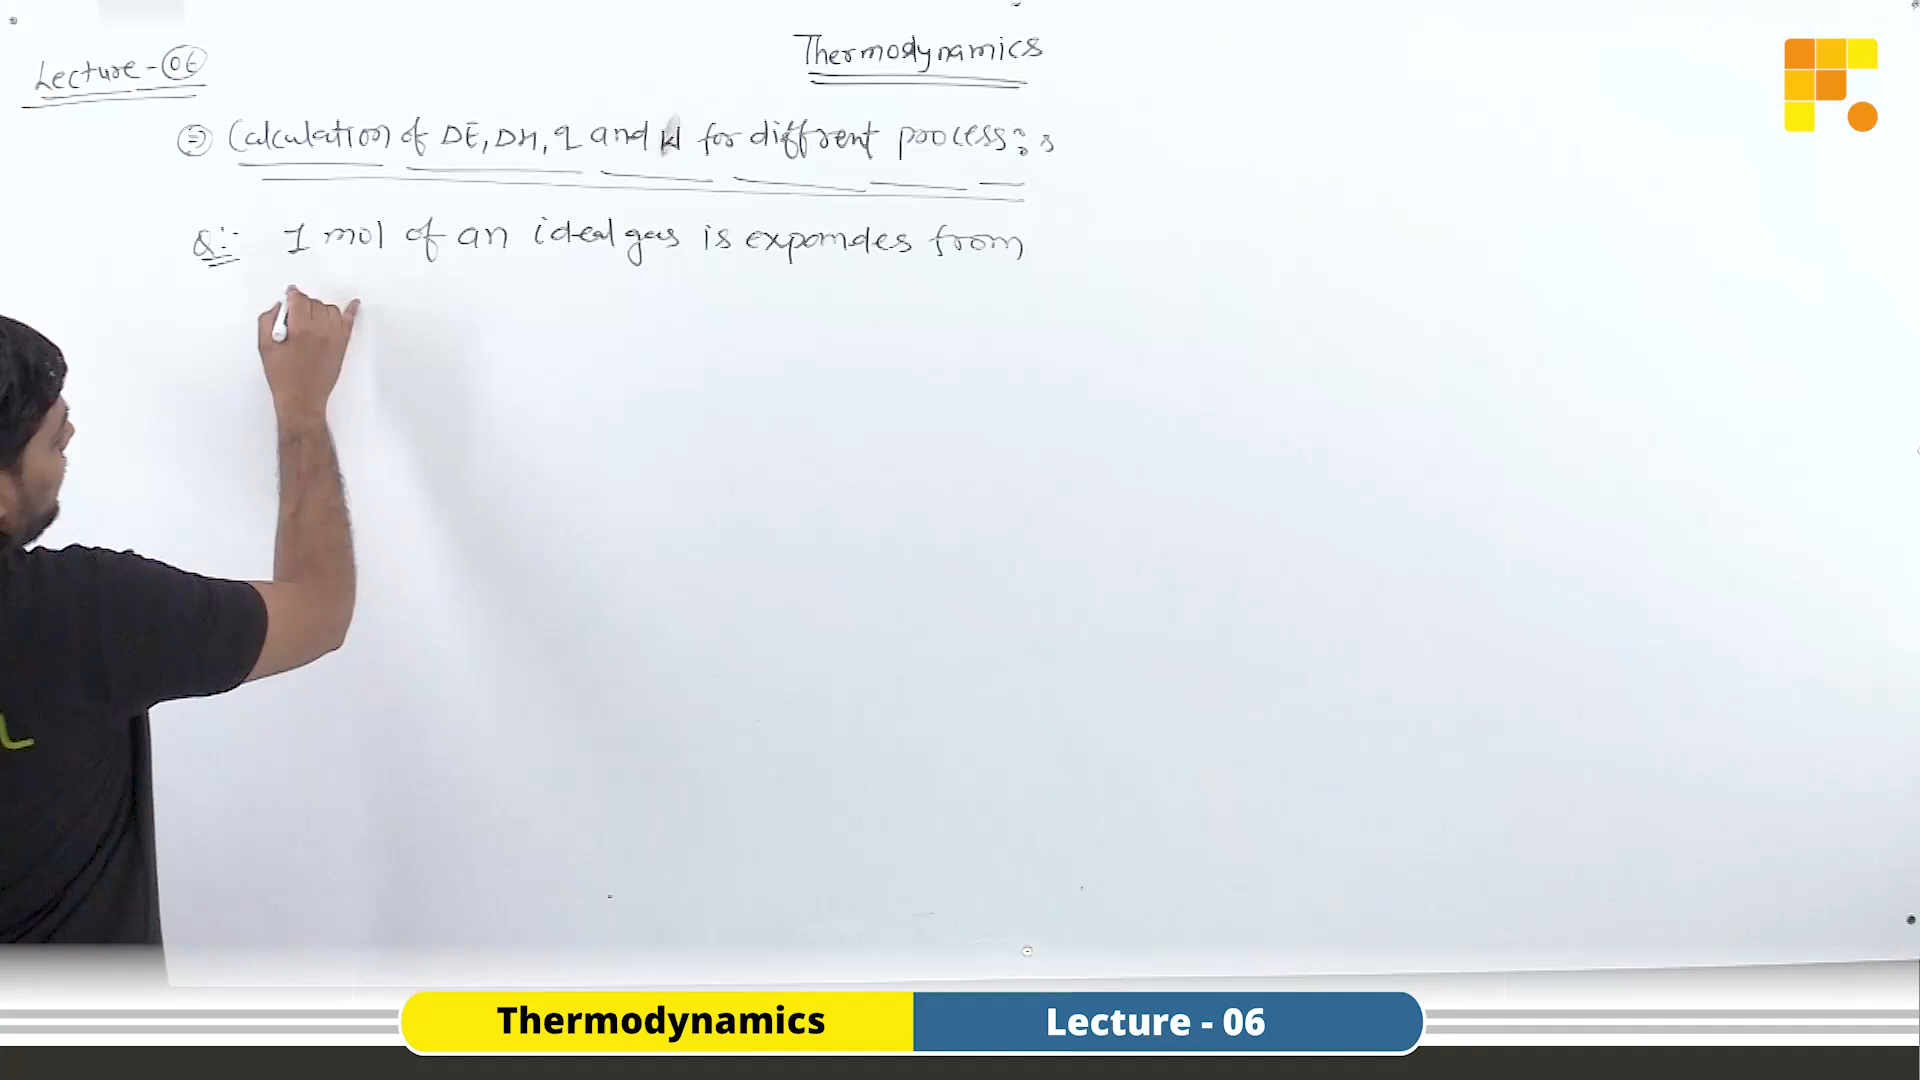 Thermodynamics
Lecture - 06
⇒ Calculation of ΔE, ΔH, q and W for diffrent process :s
Q:- 1 mol of an ideal gas is expandes from
L
Thermodynamics
Lecture - 06